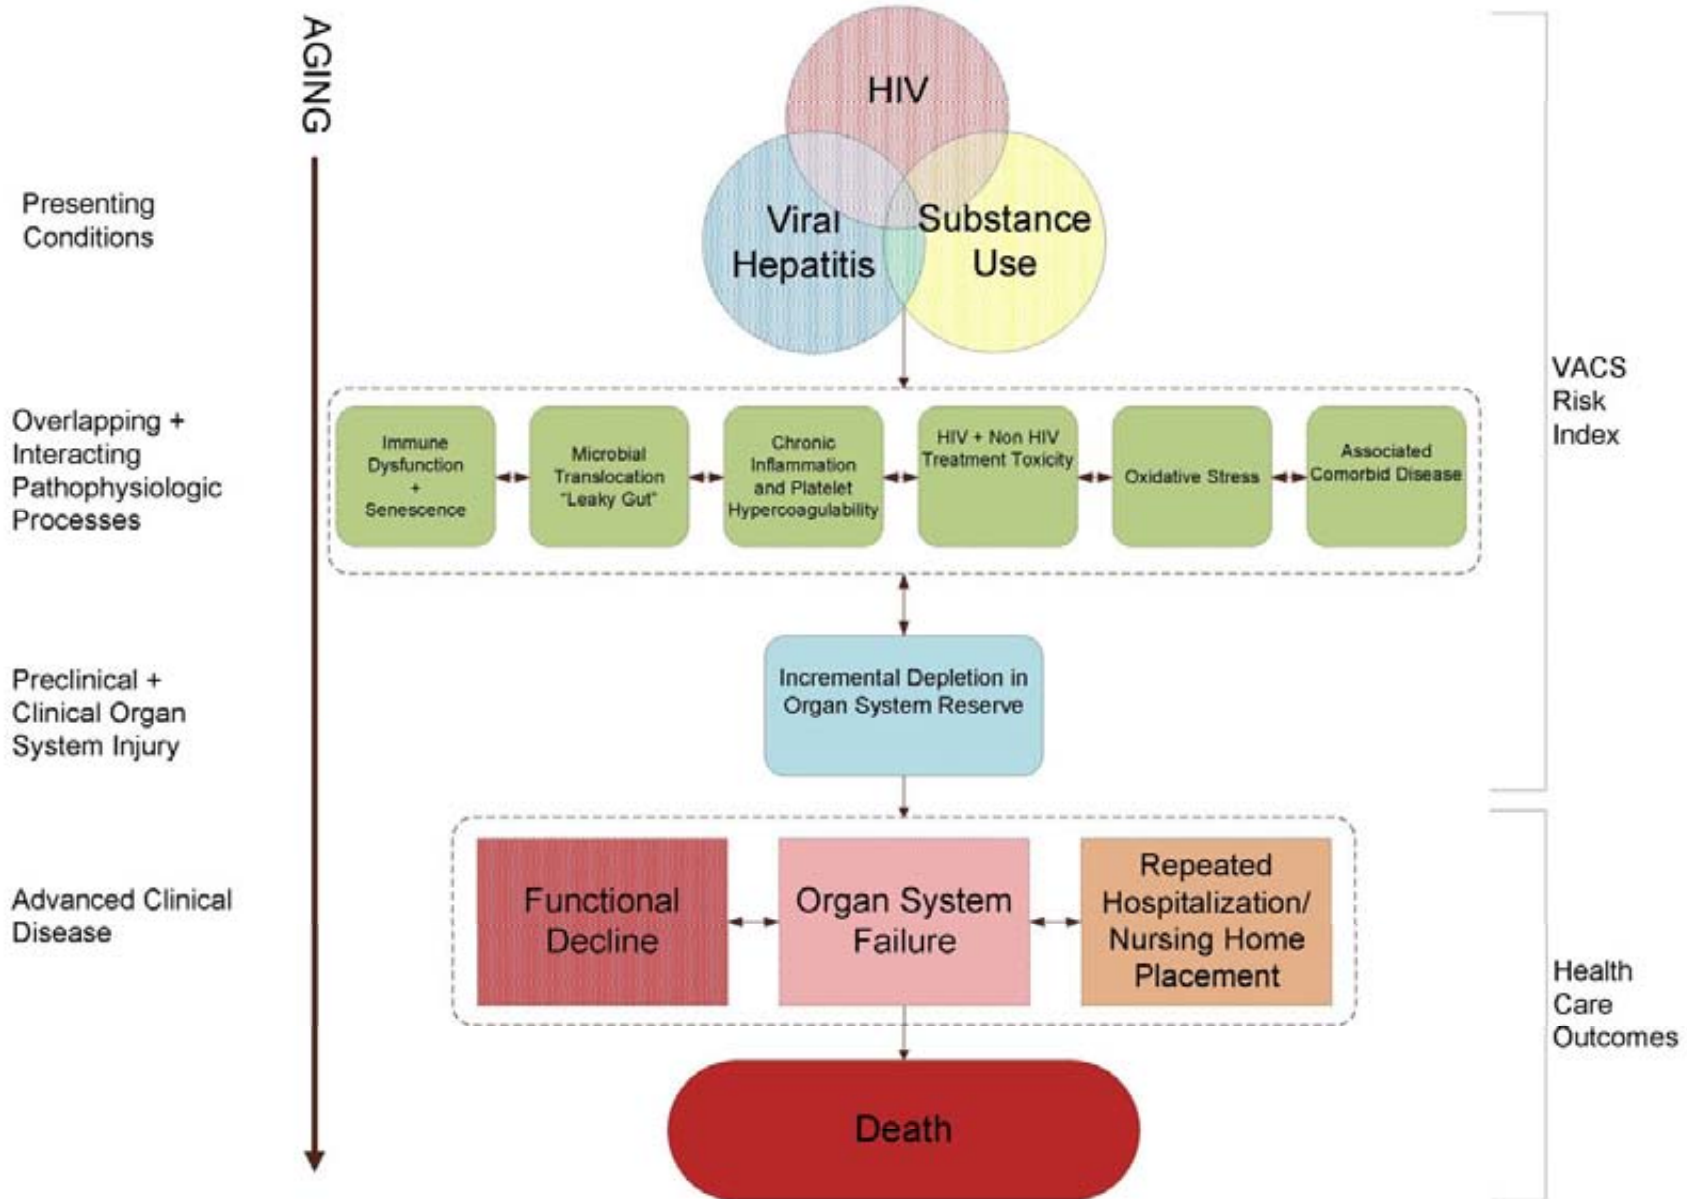 AGING
HIV
Viral
Hepatitis
Substance
Use
Presenting
Conditions
Overlapping +
Interacting
Pathophysiologic
Processes
Immune
Dysfunction
+
Senescence
Microbial
Translocation
"Leaky Gut"
Chronic
Inflammation
and Platelet
Hypercoagulability
HIV + Non HIV
Treatment Toxicity
Oxidative Stress
Associated
Comorbid Disease
VACS
Risk
Index
Preclinical +
Clinical Organ
System Injury
Incremental Depletion in
Organ System Reserve
Advanced Clinical
Disease
Functional
Decline
Organ System
Failure
Repeated
Hospitalization/
Nursing Home
Placement
Health
Care
Outcomes
Death